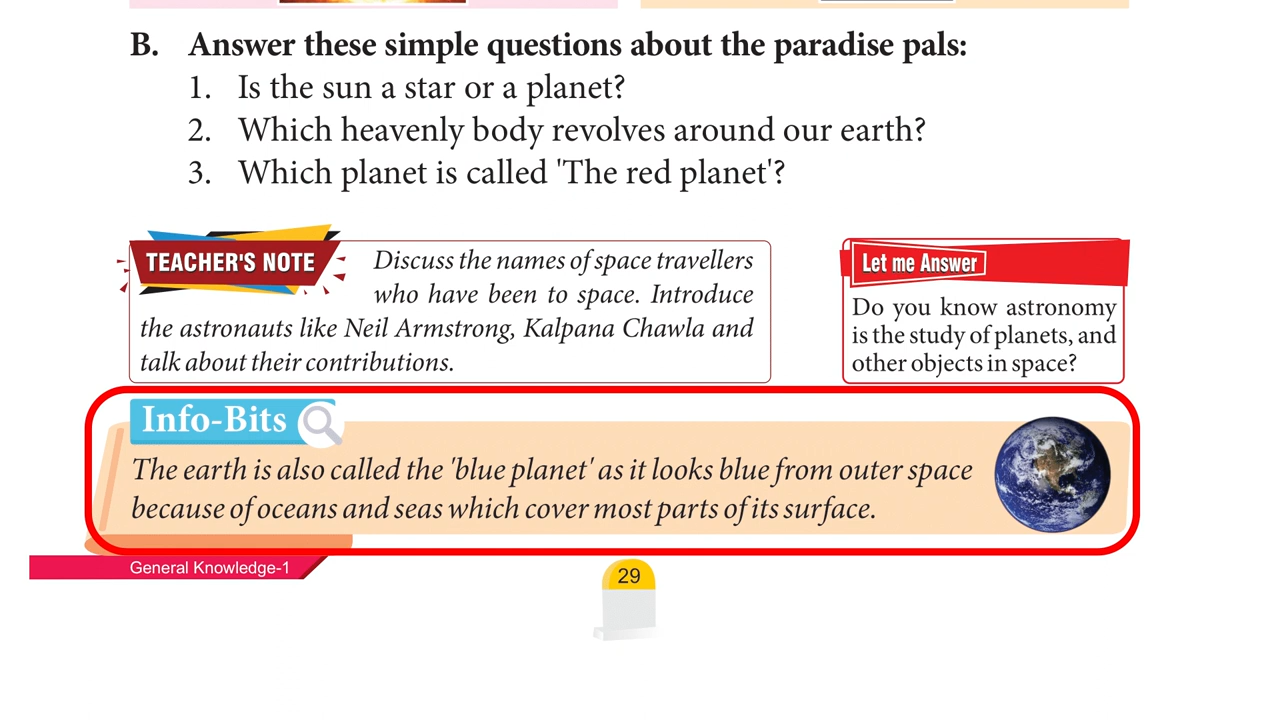 B. Answer these simple questions about the paradise pals:
1. Is the sun a star or a planet?
2. Which heavenly body revolves around our earth?
3. Which planet is called 'The red planet'?
TEACHER'S NOTE
Discuss the names of space travellers
who have been to space. Introduce
the astronauts like Neil Armstrong, Kalpana Chawla and
talk about their contributions.
Let me Answer
Do you know astronomy
is the study of planets, and
other objects in space?
Info-Bits
The earth is also called the 'blue planet' as it looks blue from outer space
because of oceans and seas which cover most parts of its surface.
General Knowledge-1
29